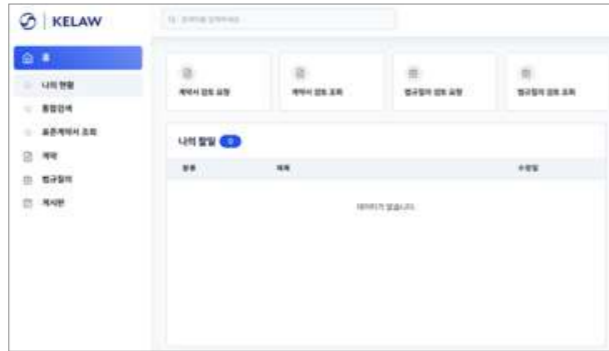 KELAW
홈
나의 현황
통합검색
표준계약서 조회
계약
법규질의
게시판
계약서 검토 요청
계약서 검토 조회
법규질의 검토 요청
법규질의 검토 조회
나의 할일 0
분류 제목 수정일
데이터가 없습니다.